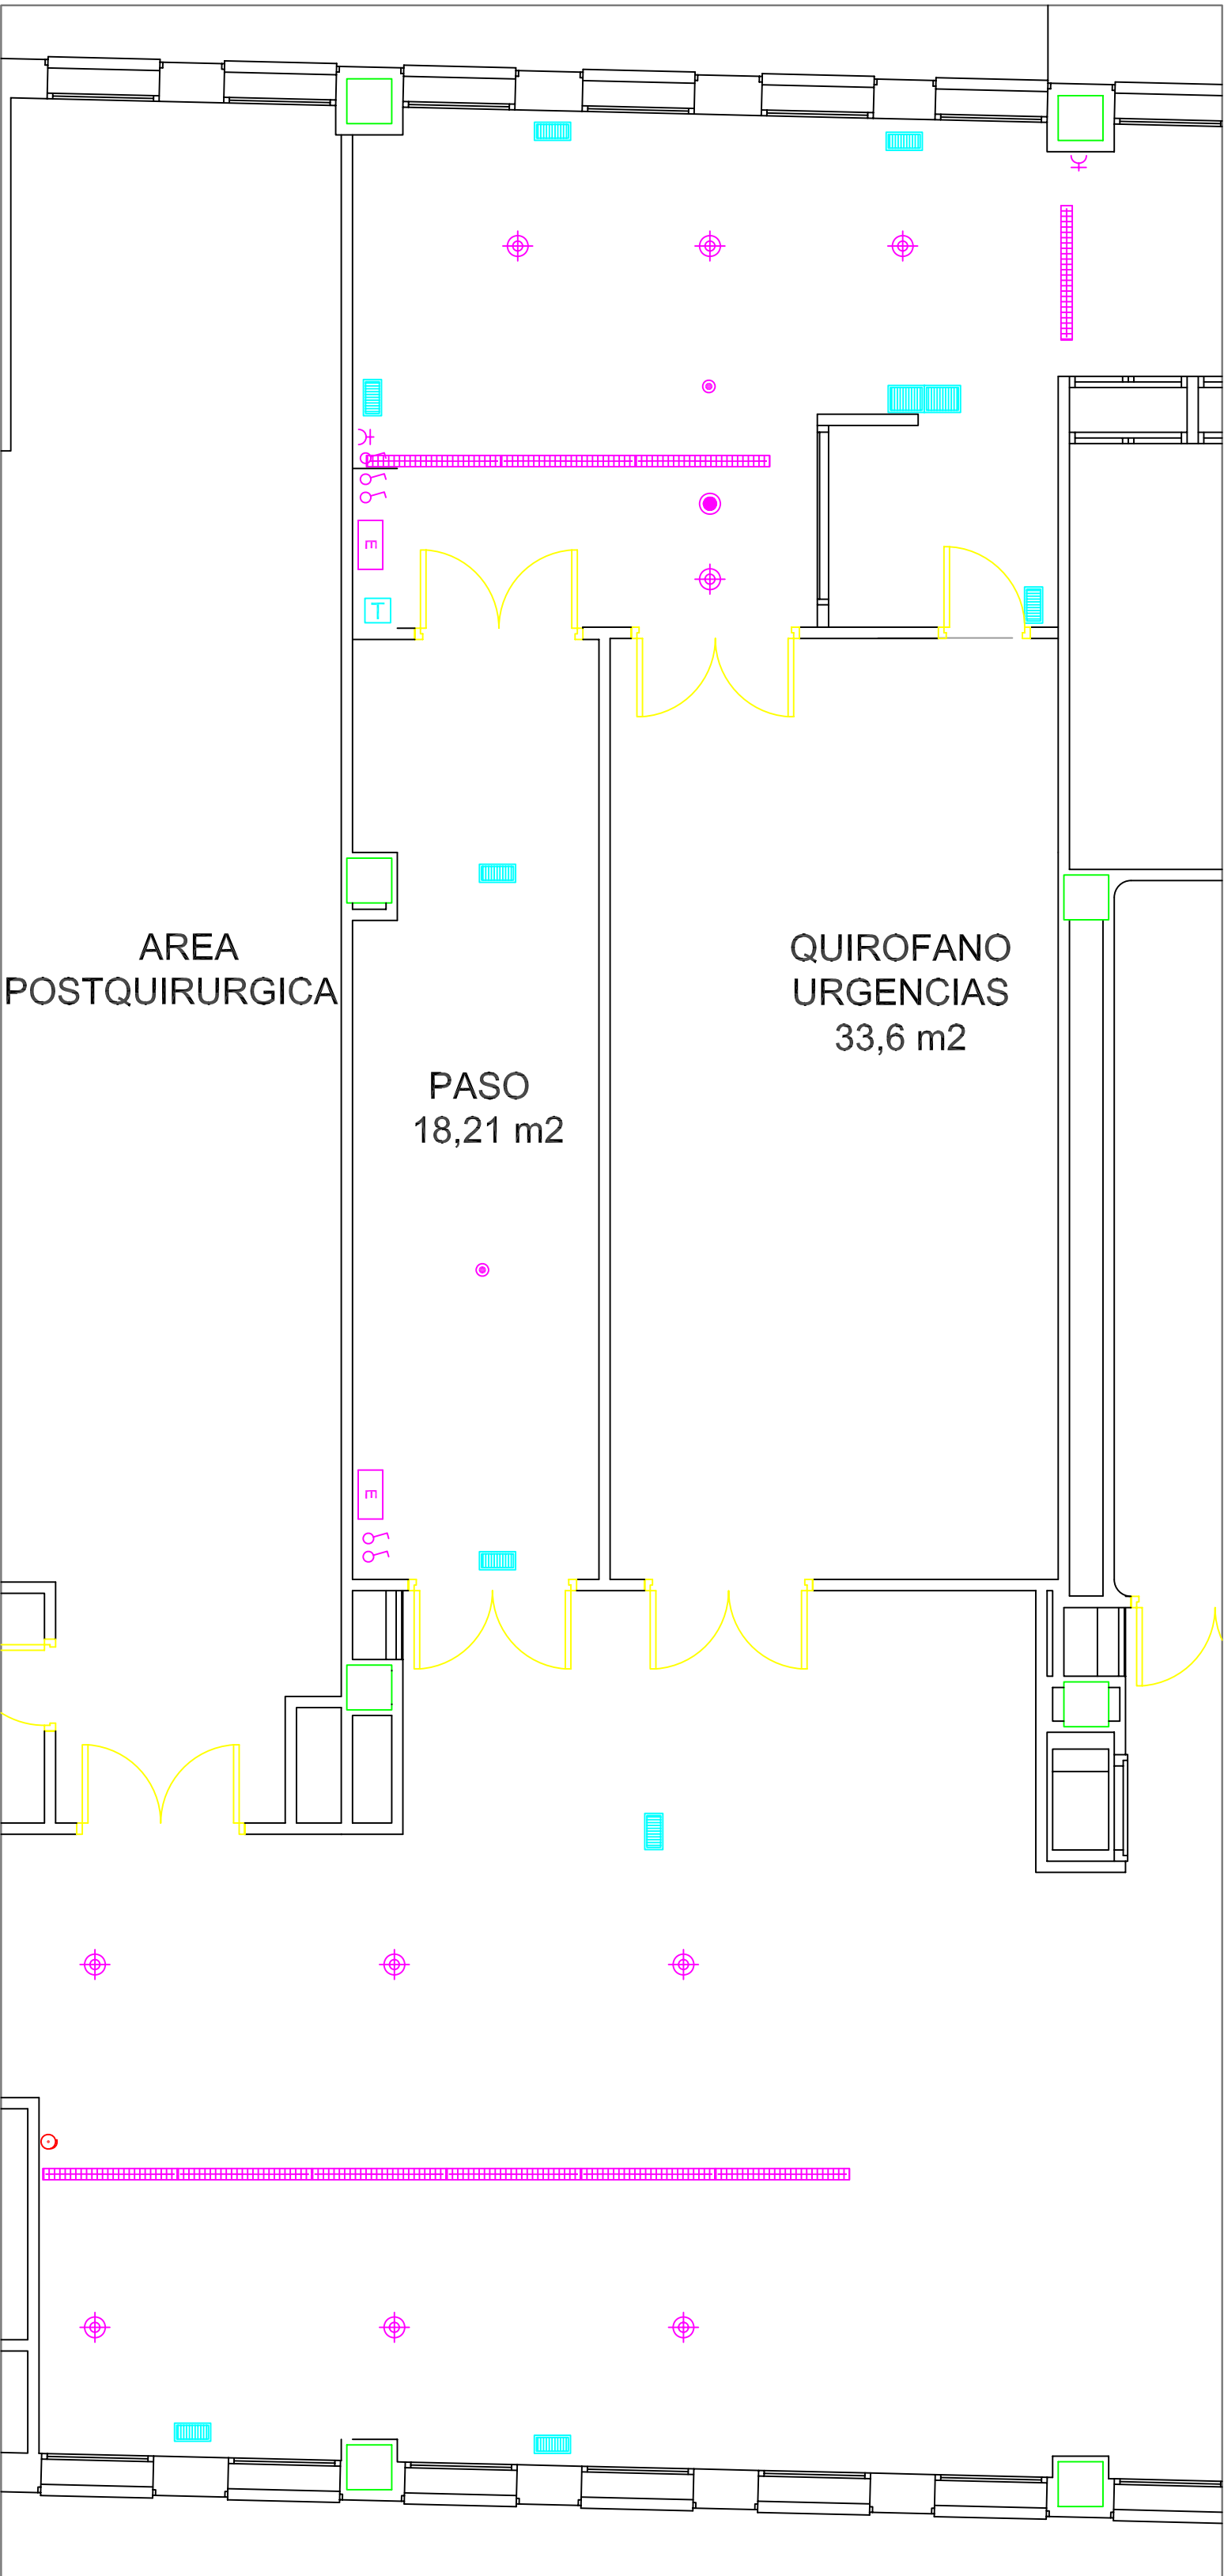 E
T
AREA
POSTQUIRURGICA
QUIROFANO
URGENCIAS
33,6 m2
PASO
18,21 m2
E